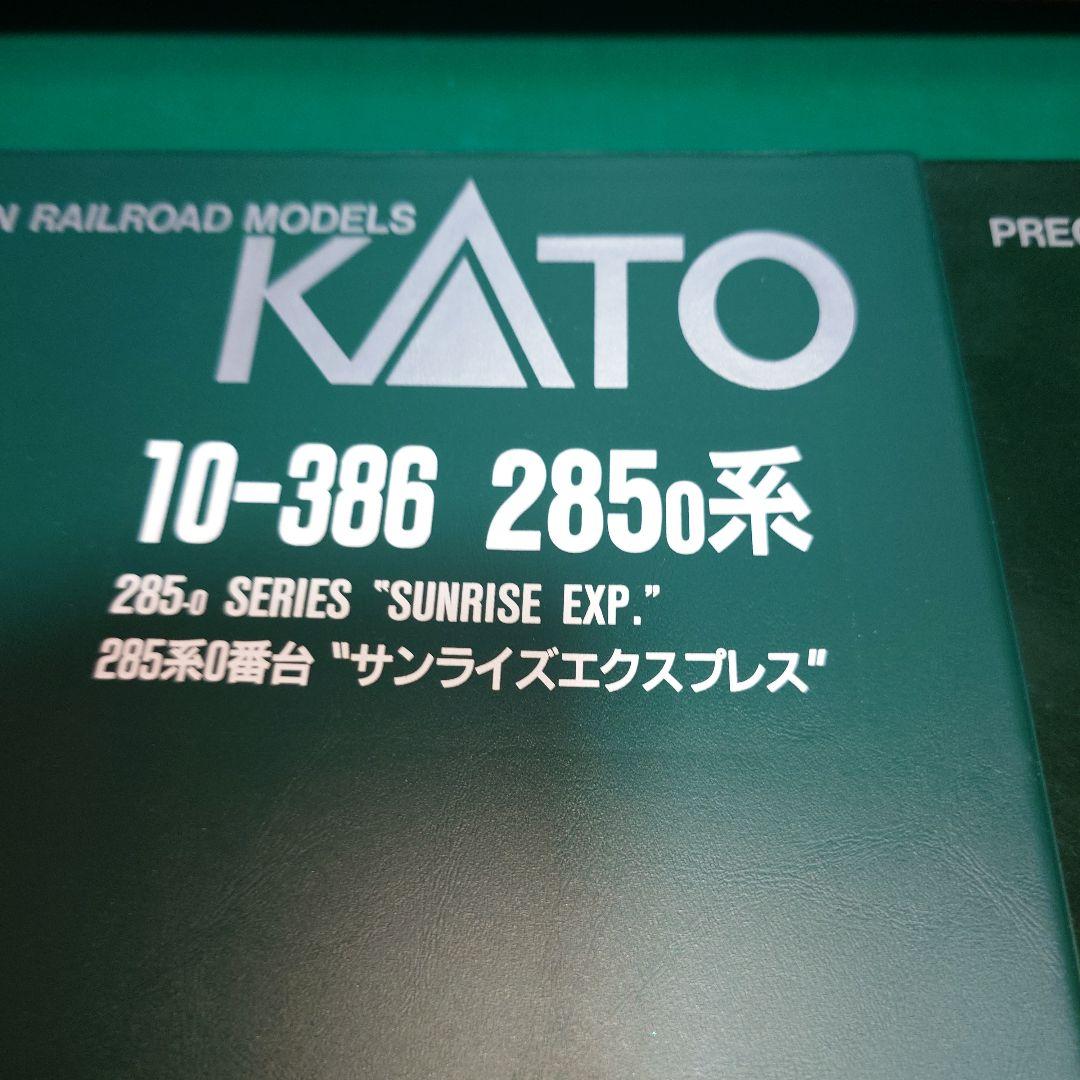 N RAILROAD MODELS
KATO
10-386 2850系
285-0 SERIES "SUNRISE EXP."
285系0番台 "サンライズエクスプレス"
PREC